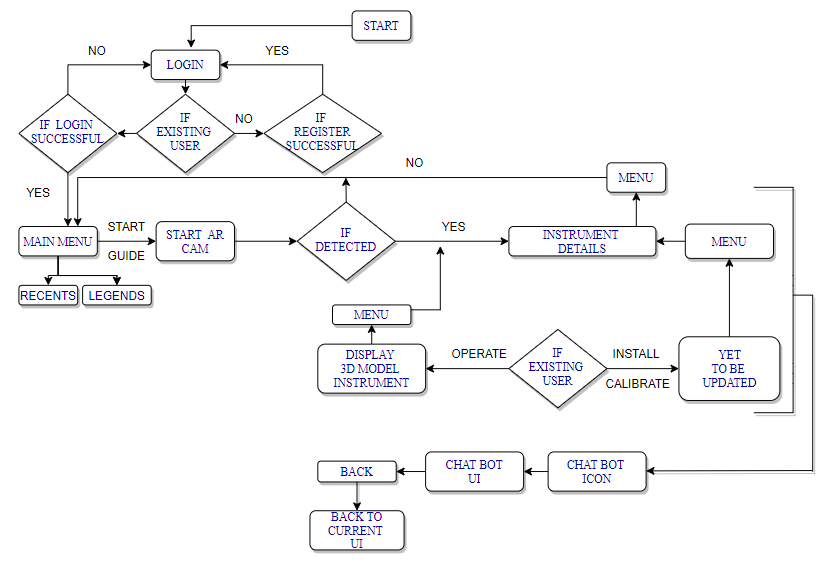 START
NO
YES
LOGIN
IF LOGIN
SUCCESSFUL
IF
EXISTING
USER
NO
IF
REGISTER
SUCCESSFUL
NO
YES
MENU
MAIN MENU
START
GUIDE
START AR
CAM
IF
DETECTED
YES
INSTRUMENT
DETAILS
MENU
RECENTS
LEGENDS
MENU
DISPLAY
3D MODEL
INSTRUMENT
OPERATE
IF
EXISTING
USER
INSTALL
CALIBRATE
YET
TO BE
UPDATED
BACK
CHAT BOT
UI
CHAT BOT
ICON
BACK TO
CURRENT
UI